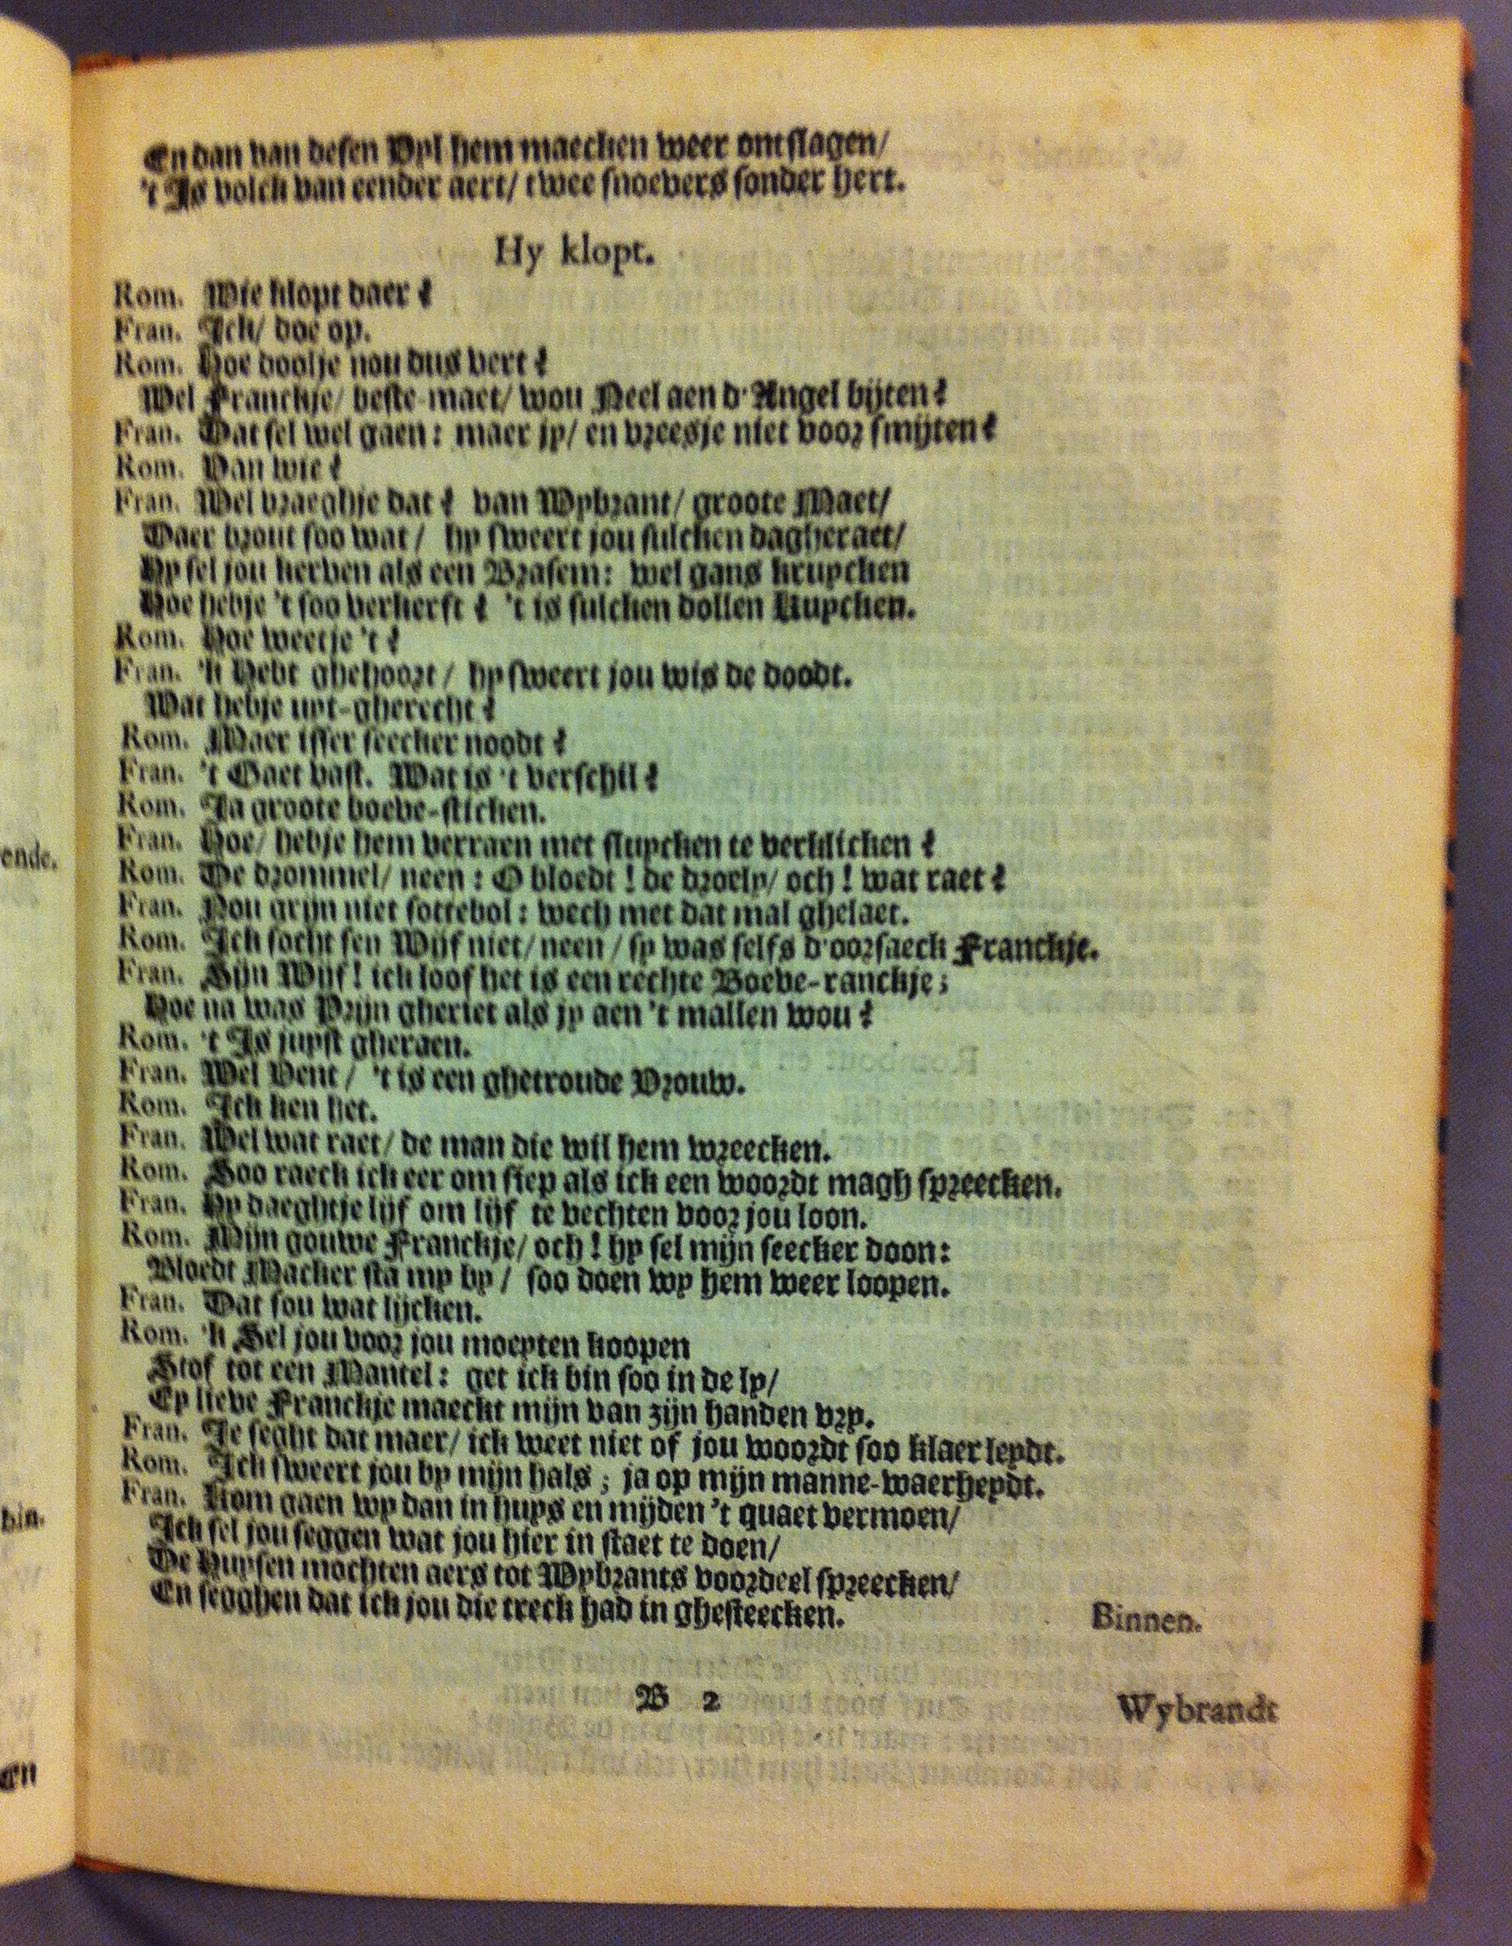 En dan van desen Uyl hem maecken weer omslagen/
't Is volck van eender aert/ twee snoevers sonder hert.
Hy klopt.
Rom. Wie klopt daer?
Fran. Ick/ doe op.
Rom. Hoe doolje nou dus vert?
Wel Franckje/ beste-maet/ wou Neel aen d'Angel bijten?
Fran. Dat sel wel gaen: maer jy/ en vreesje niet voor smijten?
Rom. Van wie?
Fran. Wel vraeghje dat? van Wybrant/ groote Maet/
Daer brout soo wat/ hy sweert jou sulcken dagheraet/
Hy sel jou kerven als een Brasem: wel gans kruycken
Hoe hebje 't soo verkerft? 't is sulcken dollen Kuycken.
Rom. Hoe weetje 't?
Fran. 'k Hebt ghehoort/ hy sweert jou wis de doodt.
Wat hebje uyt-gherecht?
Rom. Maer isser seecker noodt?
Fran. 't Gaet vast. Wat is 't verschil?
Rom. Ja groote boeve-sticken.
Fran. Hoe/ hebje hem verraen met sluycken te verklicken?
Rom. De drommel/ neen: O bloedt! de droely/ och! wat raet?
Fran. Nou grijn niet sottebol: wech met dat mal ghelaet.
Rom. Ick socht sen Wijf niet/ neen/ sy was selfs d'oorsaeck Franckje.
Fran. Sijn Wijf! ick loof het is een rechte Boeve-ranckje;
Hoe na was Prijn gheriet als jy aen 't mallen wou?
Rom. 't Is juyst gheraen.
Fran. Wel Vent/ 't is een ghetroude Vrouw.
Rom. Ick ken het.
Fran. Wel wat raet/ de man die wil hem wreecken.
Rom. Soo raeck ick eer om siep als ick een woordt magh spreecken.
Fran. Hy daeghtje lijf om lijf te vechten voor jou loon.
Rom. Mijn gouwe Franckje/ och! hy sel mijn seecker doon:
Bloedt Macker sta my by/ soo doen wy hem weer loopen.
Fran. Dat sou wat lijcken.
Rom. 'k Sel jou voor jou moeyten koopen
Stof tot een Mantel: get ick bin soo in de ly/
Ey lieve Franckje maeckt mijn van zijn handen vry.
Fran. Je seght dat maer/ ick weet niet of jou woordt soo klaer leydt.
Rom. Ick sweert jou by mijn hals; ja op mijn manne-waerheydt.
Fran. Kom gaen wy dan in huys en mijden 't quaet vermoen/
Ick sel jou seggen wat jou hier in staet te doen/
De Huysen mochten aers tot Wybrants voordeel spreecken/
En segghen dat ick jou die treck had in ghesteecken.
Binnen.
B 2
Wybrandt
ende.
bin.
en